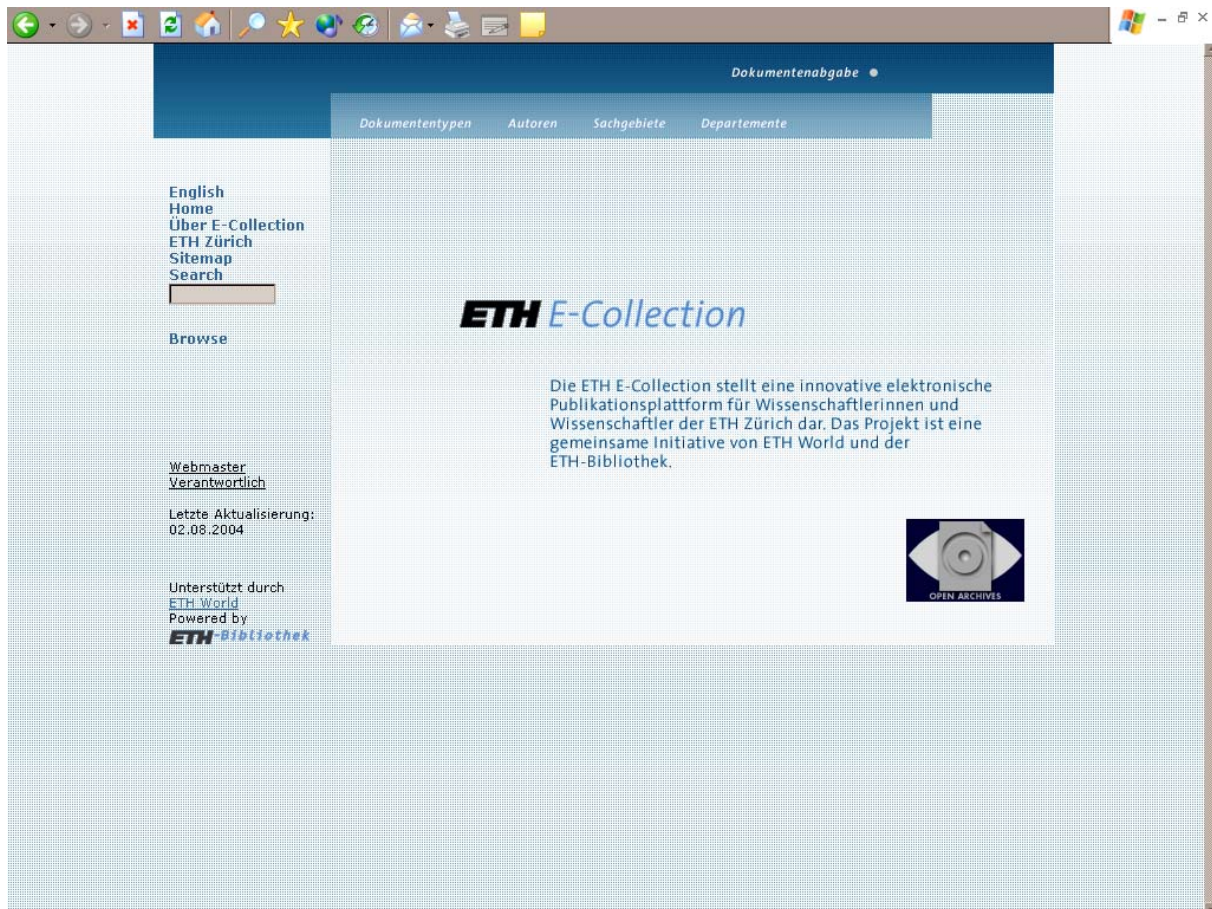 Dokumentenabgabe
Dokumententypen Autoren Sachgebiete Departemente
English
Home
Über E-Collection
ETH Zürich
Sitemap
Search
Browse
ETH E-Collection
Die ETH E-Collection stellt eine innovative elektronische
Publikationsplattform für Wissenschaftlerinnen und
Wissenschaftler der ETH Zürich dar. Das Projekt ist eine
gemeinsame Initiative von ETH World und der
ETH-Bibliothek.
Webmaster
Verantwortlich
Letzte Aktualisierung:
02.08.2004
OPEN ARCHIVES
Unterstützt durch
ETH World
Powered by
ETH-Bibliothek